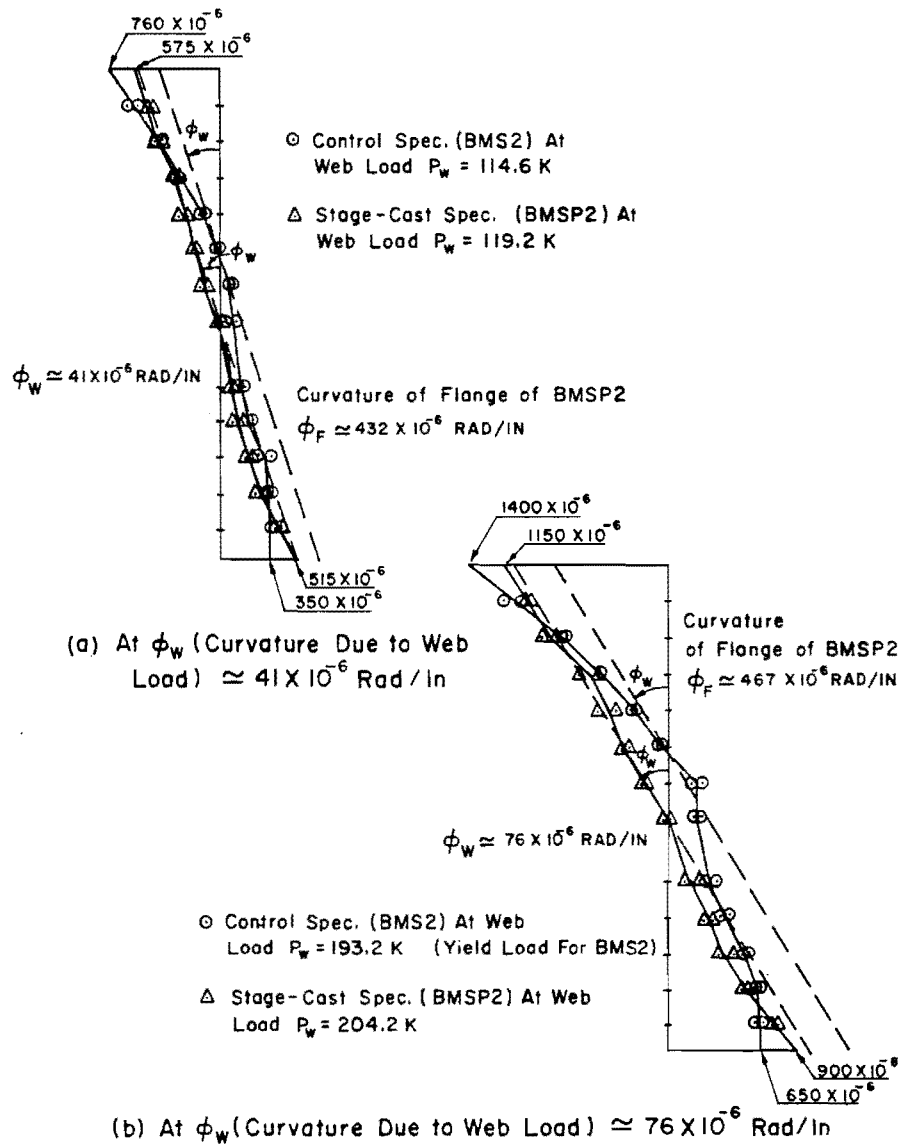 760 X 10⁻⁶
575 X 10⁻⁶
ϕw
⊙ Control Spec. (BMS2) At
Web Load Pw = 114.6 K
△ Stage-Cast Spec. (BMSP2) At
Web Load Pw = 119.2 K
ϕw
ϕw ≃ 41X10⁻⁶ RAD/IN
Curvature of Flange of BMSP2
ϕF ≃ 432 X 10⁻⁶ RAD/IN
515 X 10⁻⁶
350 X 10⁻⁶
(a) At ϕw (Curvature Due to Web
Load) ≃ 41 X 10⁻⁶ Rad/In
1400 X 10⁻⁶
1150 X 10⁻⁶
Curvature
of Flange of BMSP2
ϕF ≃ 467 X 10⁻⁶ RAD/IN
ϕw
ϕw
ϕw ≃ 76 X 10⁻⁶ RAD/IN
⊙ Control Spec. (BMS2) At Web
Load Pw = 193.2 K (Yield Load For BMS2)
△ Stage-Cast Spec. (BMSP2) At Web
Load Pw = 204.2 K
900 X 10⁻⁶
650 X 10⁻⁶
(b) At ϕw (Curvature Due to Web Load) ≃ 76 X 10⁻⁶ Rad/In